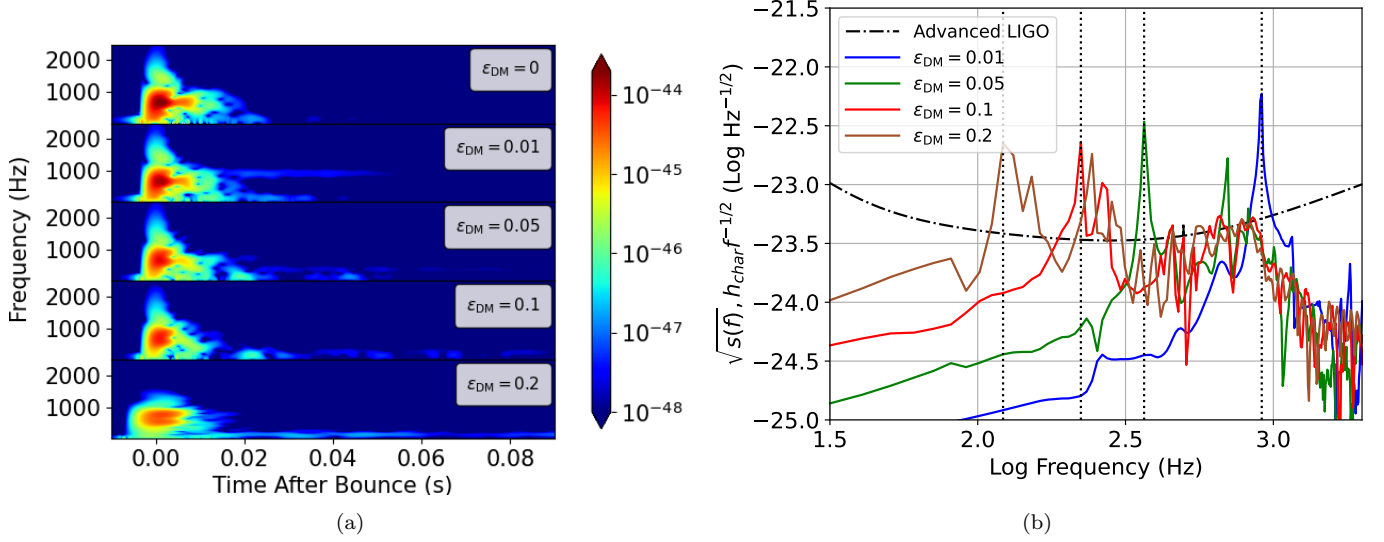 Frequency (Hz)
2000
1000
ε_DM = 0
2000
1000
ε_DM = 0.01
2000
1000
ε_DM = 0.05
2000
1000
ε_DM = 0.1
2000
1000
ε_DM = 0.2
0.00 0.02 0.04 0.06 0.08
Time After Bounce (s)
10^−44
10^−45
10^−46
10^−47
10^−48
(a)
√s(f), h_char f^−1/2 (Log Hz^−1/2)
−21.5
−22.0
−22.5
−23.0
−23.5
−24.0
−24.5
−25.0
Advanced LIGO
ε_DM = 0.01
ε_DM = 0.05
ε_DM = 0.1
ε_DM = 0.2
1.5 2.0 2.5 3.0
Log Frequency (Hz)
(b)